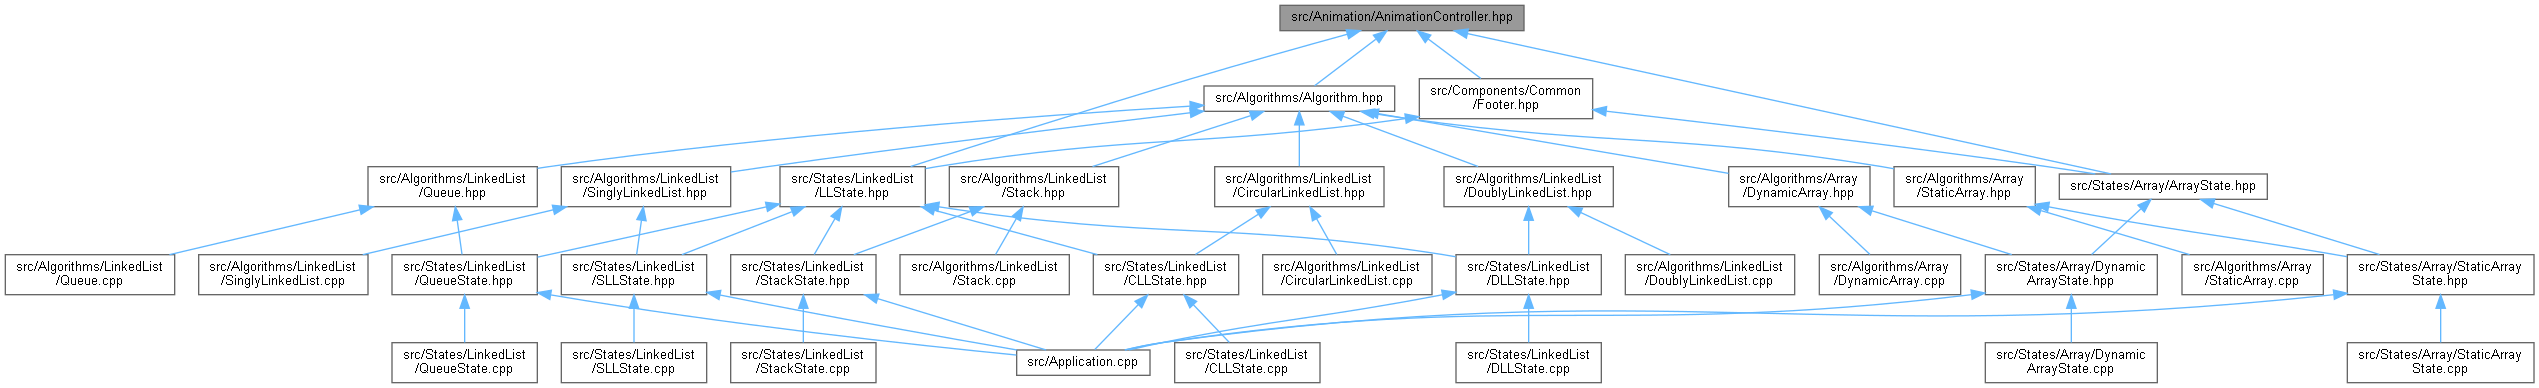 src/Animation/AnimationController.hpp
src/Algorithms/Algorithm.hpp
src/Components/Common
/Footer.hpp
src/Algorithms/LinkedList
/Queue.hpp
src/Algorithms/LinkedList
/SinglyLinkedList.hpp
src/States/LinkedList
/LLState.hpp
src/Algorithms/LinkedList
/Stack.hpp
src/Algorithms/LinkedList
/CircularLinkedList.hpp
src/Algorithms/LinkedList
/DoublyLinkedList.hpp
src/Algorithms/Array
/DynamicArray.hpp
src/Algorithms/Array
/StaticArray.hpp
src/States/Array/ArrayState.hpp
src/Algorithms/LinkedList
/Queue.cpp
src/Algorithms/LinkedList
/SinglyLinkedList.cpp
src/States/LinkedList
/QueueState.hpp
src/States/LinkedList
/SLLState.hpp
src/States/LinkedList
/StackState.hpp
src/Algorithms/LinkedList
/Stack.cpp
src/States/LinkedList
/CLLState.hpp
src/Algorithms/LinkedList
/CircularLinkedList.cpp
src/States/LinkedList
/DLLState.hpp
src/Algorithms/LinkedList
/DoublyLinkedList.cpp
src/Algorithms/Array
/DynamicArray.cpp
src/States/Array/Dynamic
ArrayState.hpp
src/Algorithms/Array
/StaticArray.cpp
src/States/Array/StaticArray
State.hpp
src/States/LinkedList
/QueueState.cpp
src/States/LinkedList
/SLLState.cpp
src/States/LinkedList
/StackState.cpp
src/Application.cpp
src/States/LinkedList
/CLLState.cpp
src/States/LinkedList
/DLLState.cpp
src/States/Array/Dynamic
ArrayState.cpp
src/States/Array/StaticArray
State.cpp